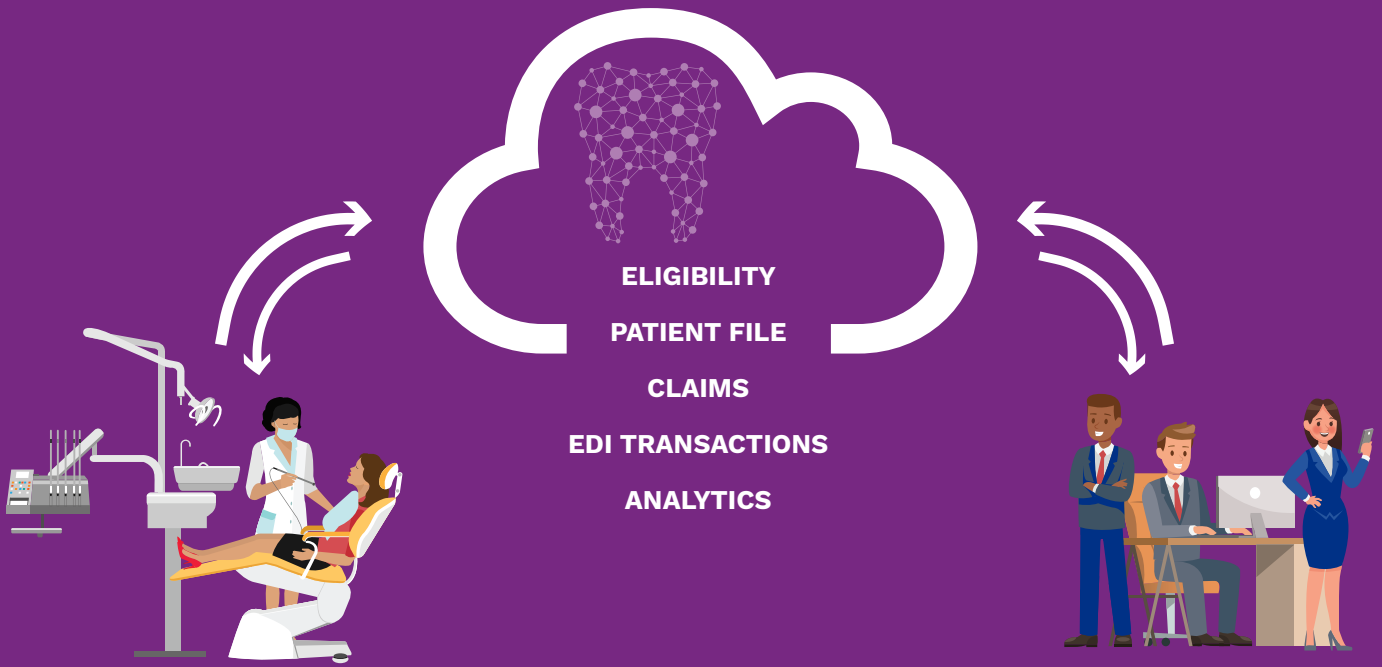 ELIGIBILITY
PATIENT FILE
CLAIMS
EDI TRANSACTIONS
ANALYTICS